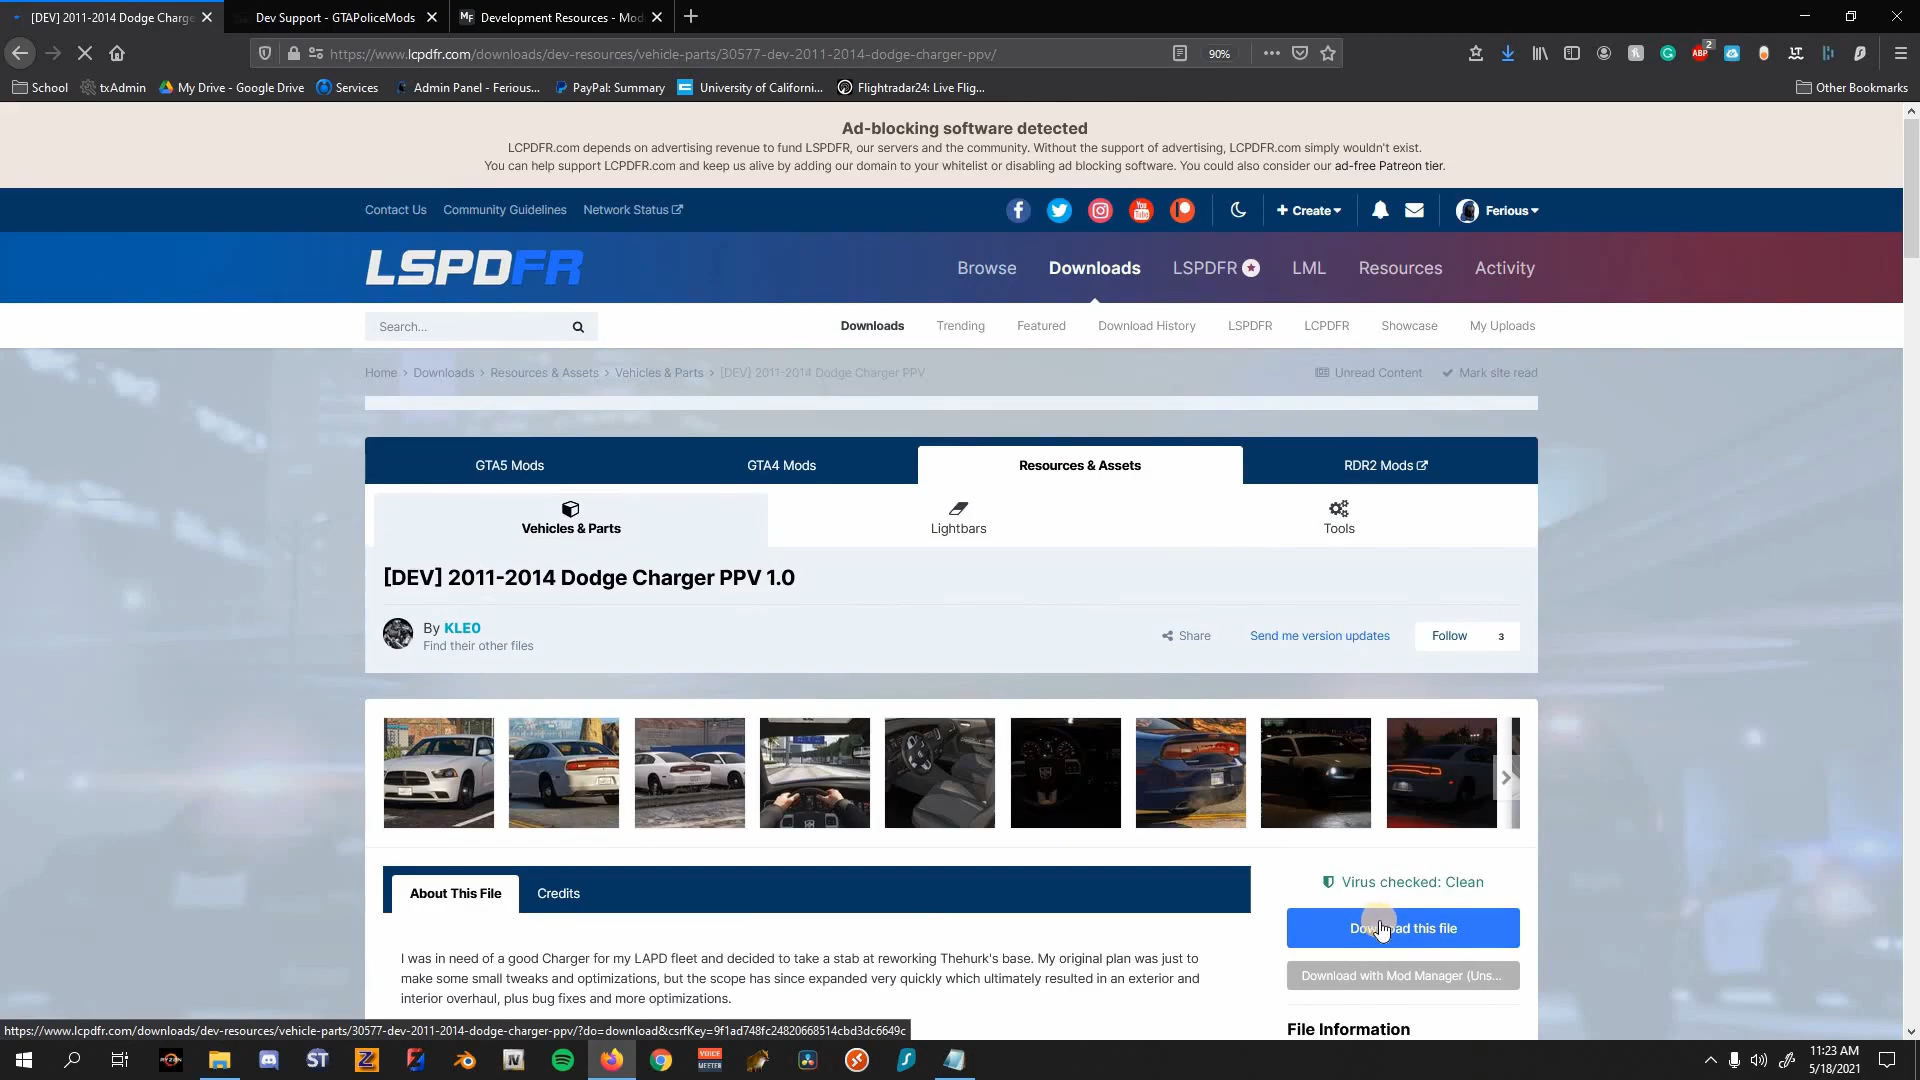 [DEV] 2011-2014 Dodge Charge
Dev Support - GTAPoliceMods
MF Development Resources - Mod
https://www.lcpdfr.com/downloads/dev-resources/vehicle-parts/30577-dev-2011-2014-dodge-charger-ppv/
90%
ABP
2
School
txAdmin
My Drive - Google Drive
Services
Admin Panel - Ferious...
PayPal: Summary
University of Californi...
Flightradar24: Live Flig...
Other Bookmarks
Ad-blocking software detected
LCPDFR.com depends on advertising revenue to fund LSPDFR, our servers and the community. Without the support of advertising, LCPDFR.com simply wouldn't exist.
You can help support LCPDFR.com and keep us alive by adding our domain to your whitelist or disabling ad blocking software. You could also consider our ad-free Patreon tier.
Contact Us
Community Guidelines
Network Status
You Tube
+ Create
Ferious
LSPDFR
Browse
Downloads
LSPDFR
LML
Resources
Activity
Search...
Downloads
Trending
Featured
Download History
LSPDFR
LCPDFR
Showcase
My Uploads
Home > Downloads > Resources & Assets > Vehicles & Parts > [DEV] 2011-2014 Dodge Charger PPV
Unread Content
Mark site read
GTA5 Mods
GTA4 Mods
Resources & Assets
RDR2 Mods
Vehicles & Parts
Lightbars
Tools
[DEV] 2011-2014 Dodge Charger PPV 1.0
By KLE0
Find their other files
Share
Send me version updates
Follow
3
About This File
Credits
Virus checked: Clean
Download this file
Download with Mod Manager (Uns...
I was in need of a good Charger for my LAPD fleet and decided to take a stab at reworking Thehurk's base. My original plan was just to
make some small tweaks and optimizations, but the scope has since expanded very quickly which ultimately resulted in an exterior and
interior overhaul, plus bug fixes and more optimizations.
File Information
https://www.lcpdfr.com/downloads/dev-resources/vehicle-parts/30577-dev-2011-2014-dodge-charger-ppv/?do=download&csrfKey=9f1ad748fc24820668514cbd3dc6649c
RYZEN
ST
IV
VOICE
MEETER
11:23 AM
5/18/2021